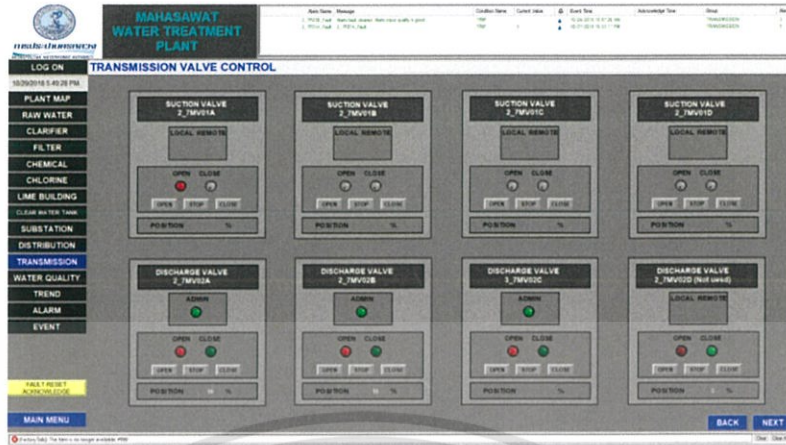 MAHASAWAT
WATER TREATMENT
PLANT
LOG ON
TRANSMISSION VALVE CONTROL
PLANT MAP
RAW WATER
CLARIFIER
FILTER
CHEMICAL
CHLORINE
LIME BUILDING
CLEAR WATER TANK
SUBSTATION
DISTRIBUTION
TRANSMISSION
WATER QUALITY
TREND
ALARM
EVENT
FAULT RESET
ACKNOWLEDGE
MAIN MENU
SUCTION VALVE
2_7MV01A
LOCAL REMOTE
OPEN CLOSE
OPEN STOP CLOSE
POSITION %
SUCTION VALVE
2_7MV01B
LOCAL REMOTE
OPEN CLOSE
OPEN STOP CLOSE
POSITION %
SUCTION VALVE
2_7MV01C
LOCAL REMOTE
OPEN CLOSE
OPEN STOP CLOSE
POSITION %
SUCTION VALVE
2_7MV01D
LOCAL REMOTE
OPEN CLOSE
OPEN STOP CLOSE
POSITION %
DISCHARGE VALVE
2_7MV02A
ADMIN
OPEN CLOSE
OPEN STOP CLOSE
POSITION %
DISCHARGE VALVE
2_7MV02B
ADMIN
OPEN CLOSE
OPEN STOP CLOSE
POSITION %
DISCHARGE VALVE
3_7MV02C
ADMIN
OPEN CLOSE
OPEN STOP CLOSE
POSITION %
DISCHARGE VALVE
2_7MV02D (Not used)
LOCAL REMOTE
OPEN CLOSE
OPEN STOP CLOSE
POSITION %
BACK NEXT